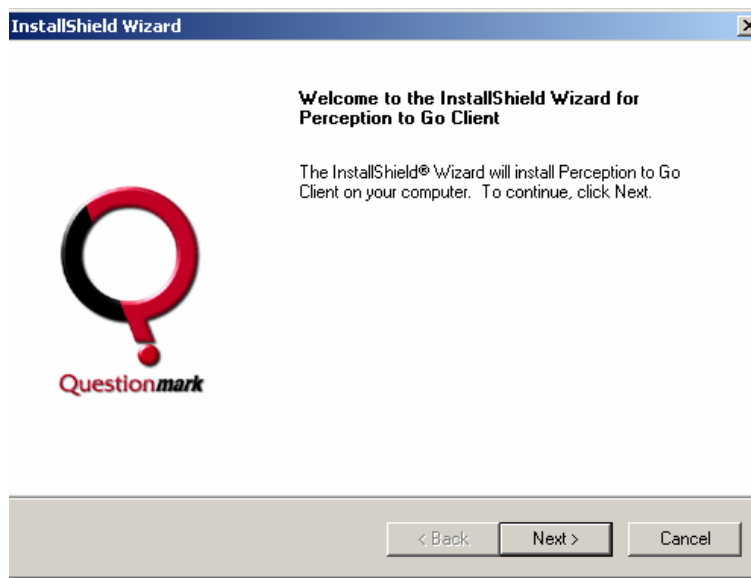 InstallShield Wizard
Welcome to the InstallShield Wizard for
Perception to Go Client
The InstallShield® Wizard will install Perception to Go
Client on your computer. To continue, click Next.
Questionmark
< Back
Next >
Cancel